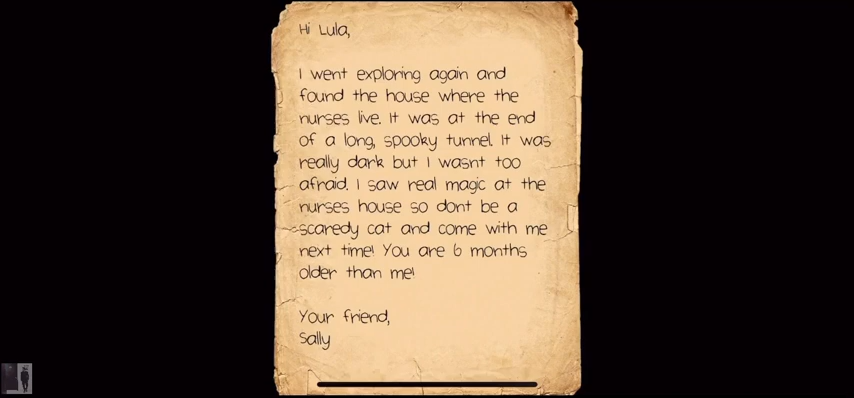 Hi Lula,
I went exploring again and
found the house where the
nurses live. It was at the end
of a long, spooky tunnel. It was
really dark but I wasnt too
afraid. I saw real magic at the
nurses house so dont be a
scaredy cat and come with me
next time! You are 6 months
older than me!
Your friend,
Sally